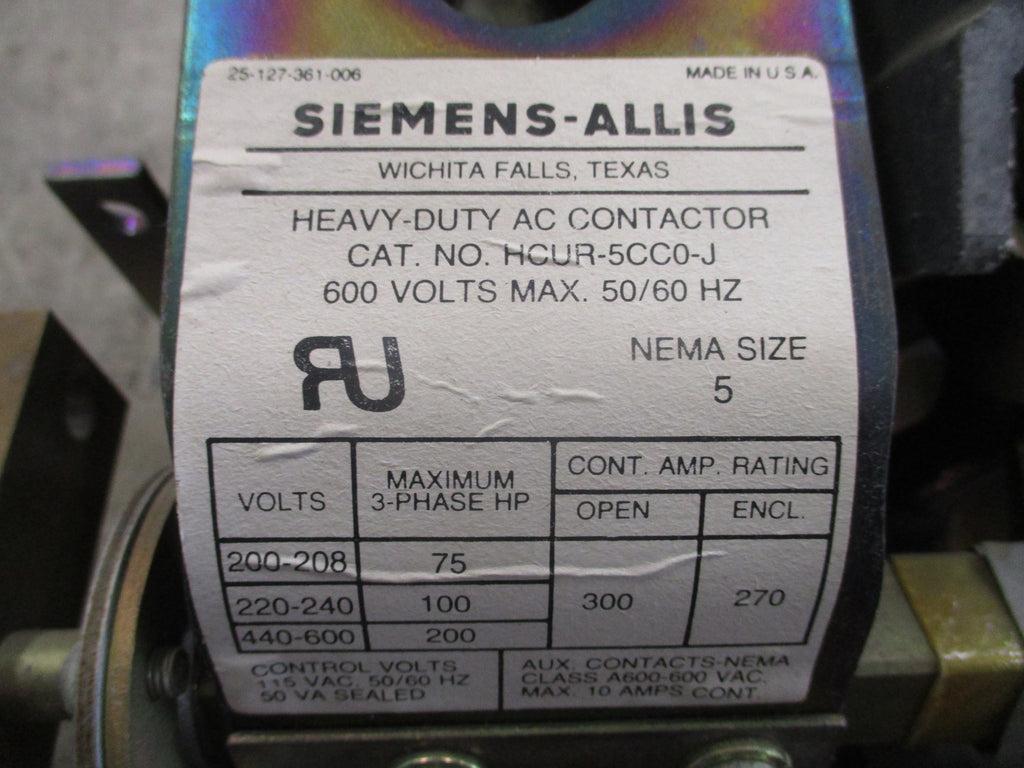 25-127-361-006 MADE IN U S A.
SIEMENS-ALLIS
WICHITA FALLS, TEXAS
HEAVY-DUTY AC CONTACTOR
CAT. NO. HCUR-5CC0-J
600 VOLTS MAX. 50/60 HZ
RU
NEMA SIZE
5
VOLTS
MAXIMUM
3-PHASE HP
CONT. AMP. RATING
OPEN ENCL.
200-208 75
220-240 100
440-600 200
300 270
CONTROL VOLTS
115 VAC, 50/60 HZ
50 VA SEALED
AUX. CONTACTS-NEMA
CLASS A600-600 VAC.
MAX. 10 AMPS CONT.